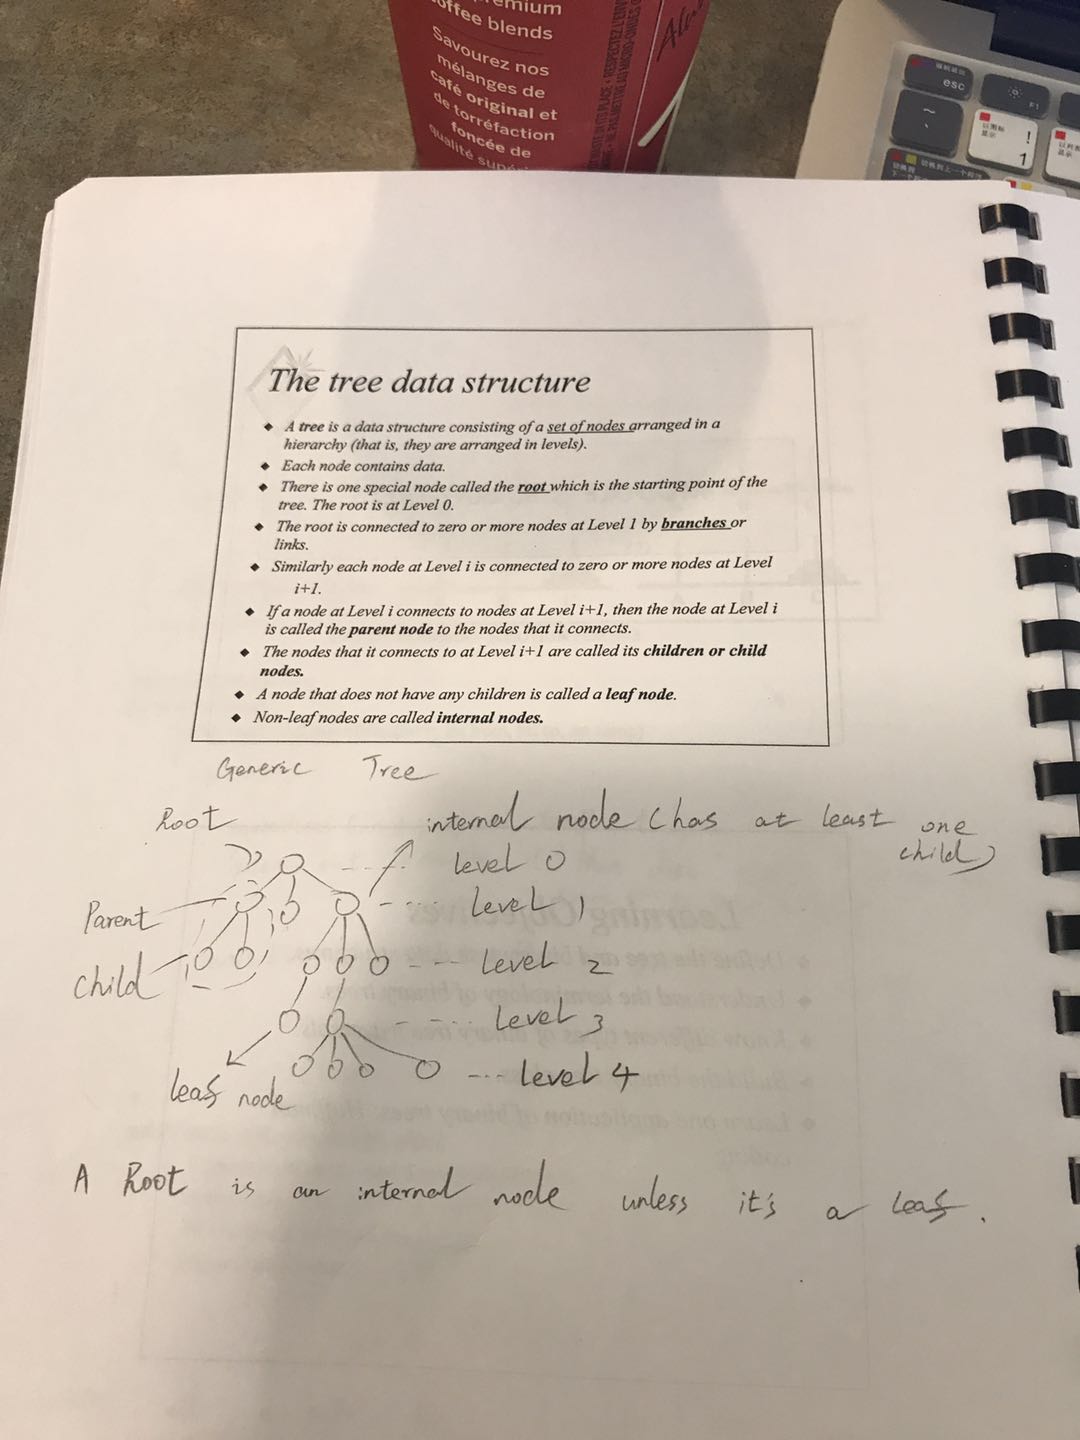 remium
offee blends
Savourez nos
mélanges de
café original et
de torréfaction
foncée de
qualité supéri
esc
F1
~
!
1
以图标
显示
The tree data structure
◆ A tree is a data structure consisting of a set of nodes arranged in a
hierarchy (that is, they are arranged in levels).
◆ Each node contains data.
◆ There is one special node called the root which is the starting point of the
tree. The root is at Level 0.
◆ The root is connected to zero or more nodes at Level 1 by branches or
links.
◆ Similarly each node at Level i is connected to zero or more nodes at Level
i+1.
◆ If a node at Level i connects to nodes at Level i+1, then the node at Level i
is called the parent node to the nodes that it connects.
◆ The nodes that it connects to at Level i+1 are called its children or child
nodes.
◆ A node that does not have any children is called a leaf node.
◆ Non-leaf nodes are called internal nodes.
Generic Tree
Root
internal node (has at least one
child)
level 0
Parent
level 1
child
level 2
level 3
leaf node
level 4
A Root is an internal node unless it's a leaf.